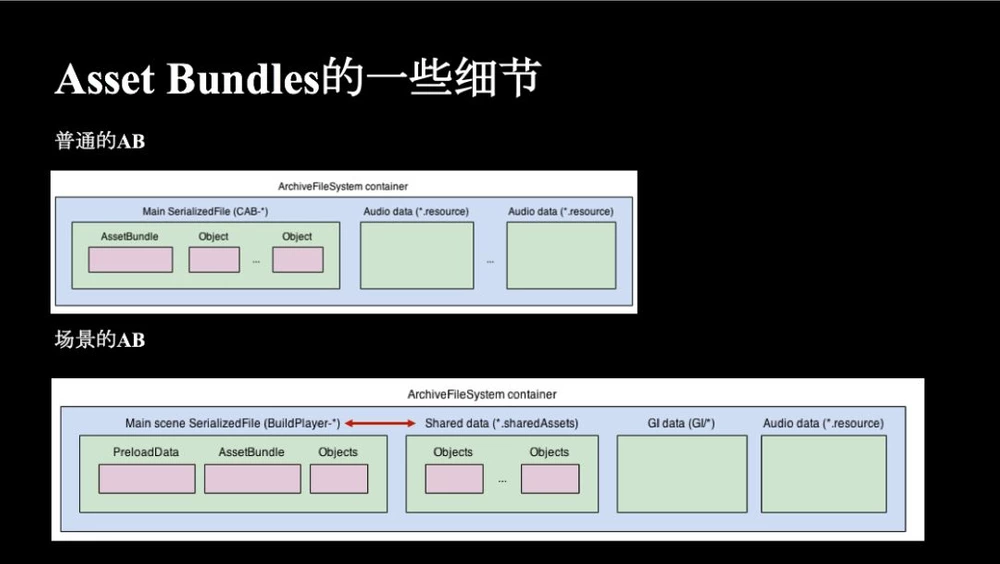 Asset Bundles的一些细节
普通的AB
ArchiveFileSystem container
Main SerializedFile (CAB-*) Audio data (*.resource) Audio data (*.resource)
AssetBundle Object Object
... ...
场景的AB
ArchiveFileSystem container
Main scene SerializedFile (BuildPlayer-*) Shared data (*.sharedAssets) GI data (GI/*) Audio data (*.resource)
PreloadData AssetBundle Objects Objects Objects
...